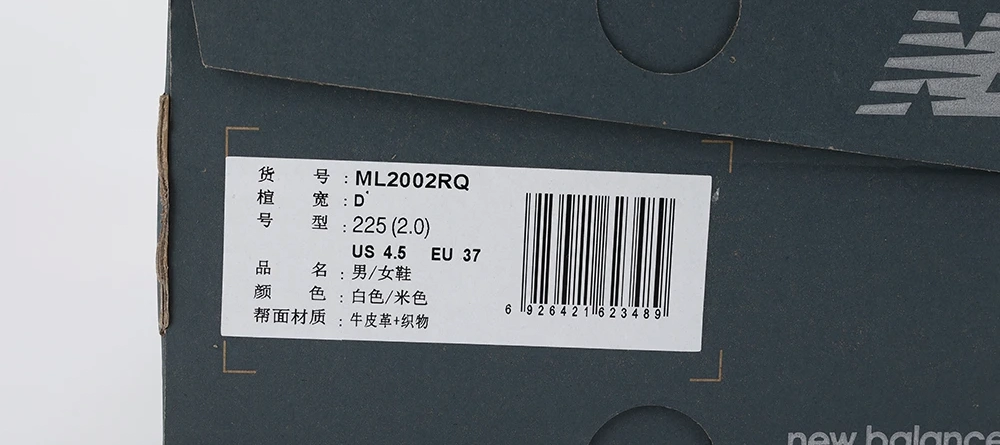 货 号 : ML2002RQ
楦 宽 : D
号 型 : 225 (2.0)
US 4.5 EU 37
品 名 : 男/女鞋
颜 色 : 白色/米色
帮面材质 : 牛皮革+织物
6 926421 623489
new balance